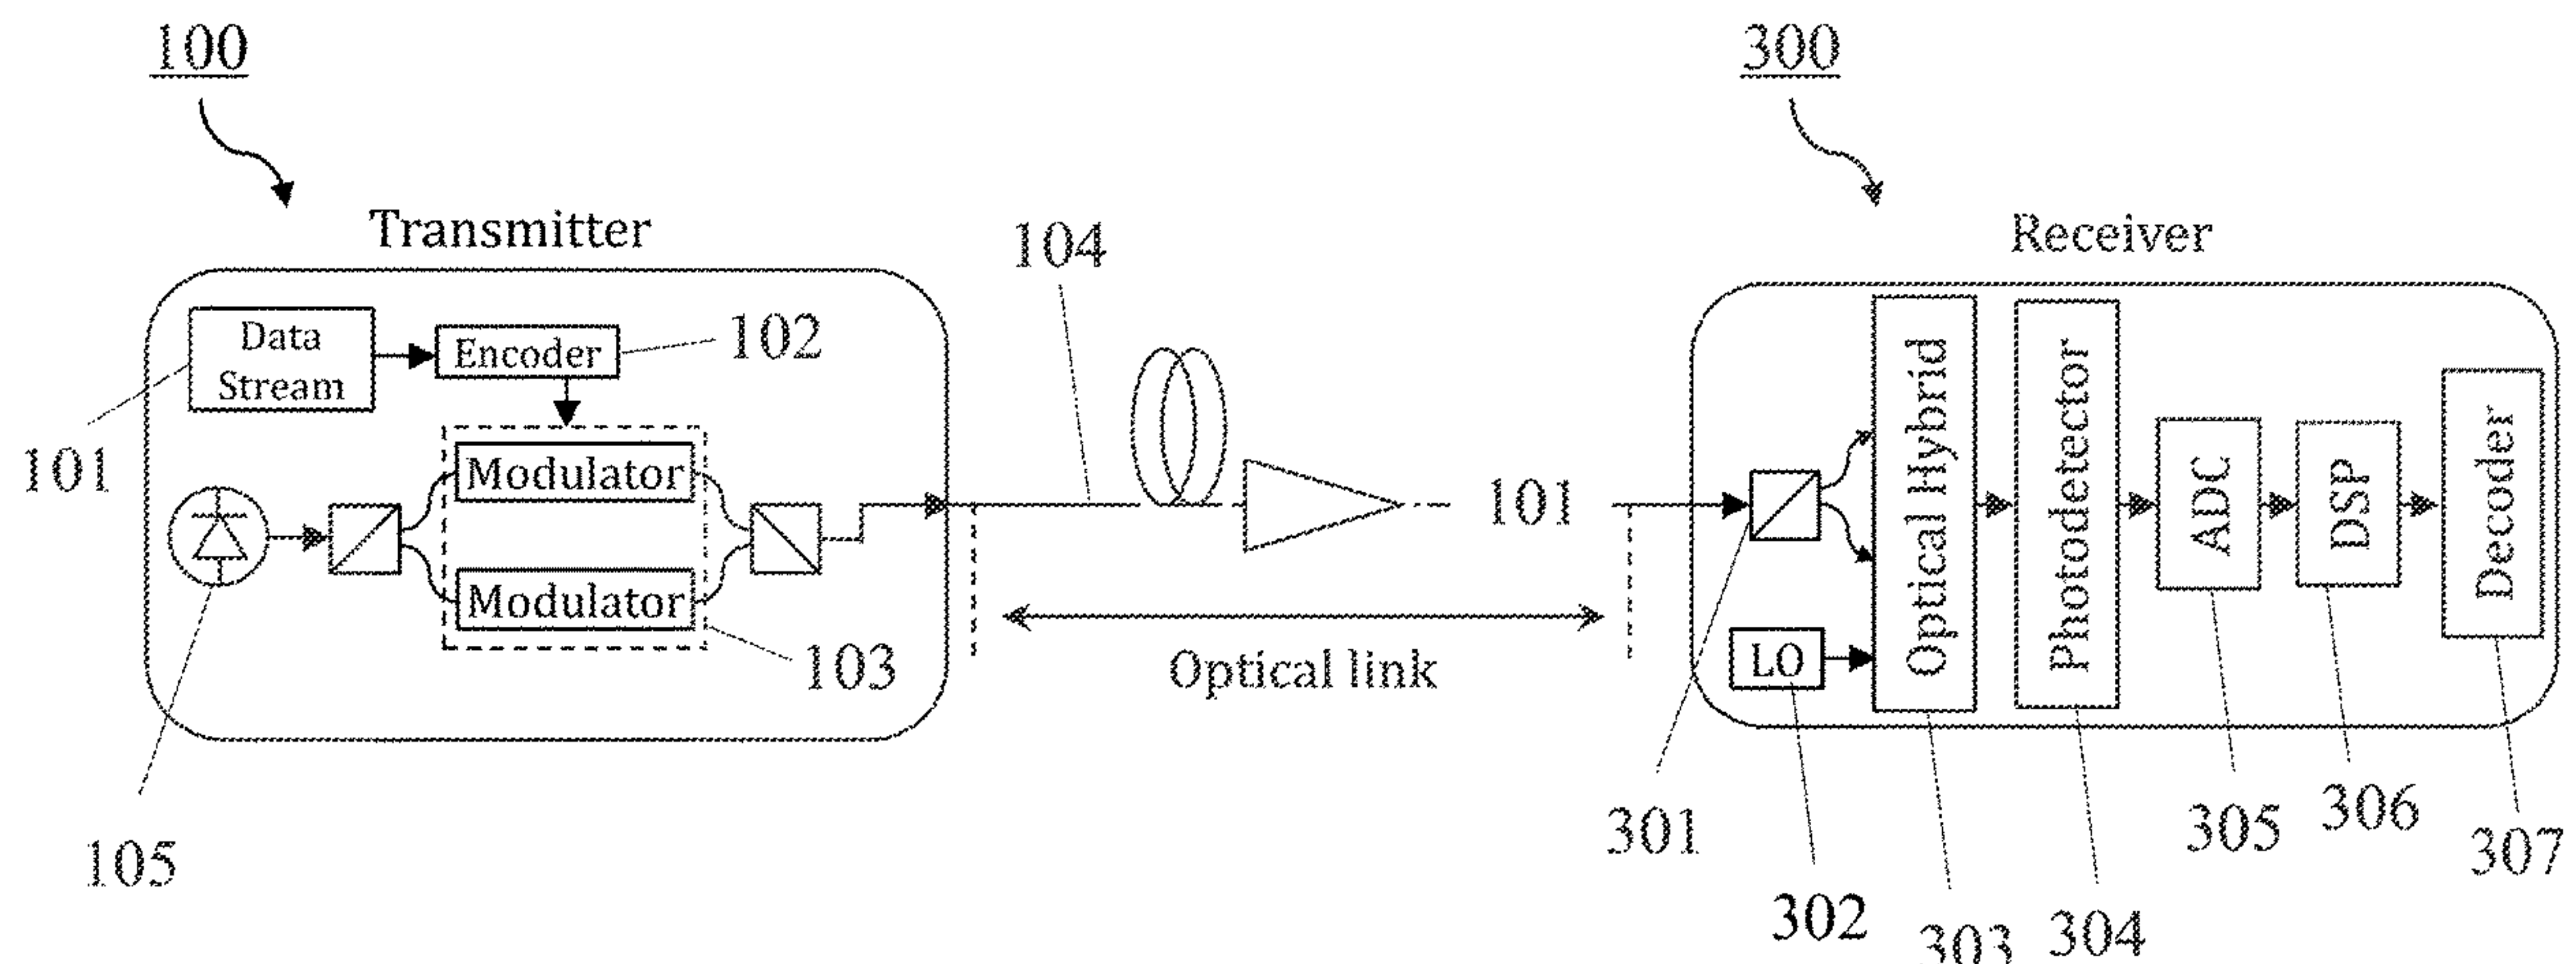 100
300
Transmitter
Receiver
104
Data
Stream
Encoder
102
101
Modulator
Modulator
103
105
101
Optical link
LO
Optical Hybrid
Photodetector
ADC
DSP
Decoder
301
302
303
304
305
306
307